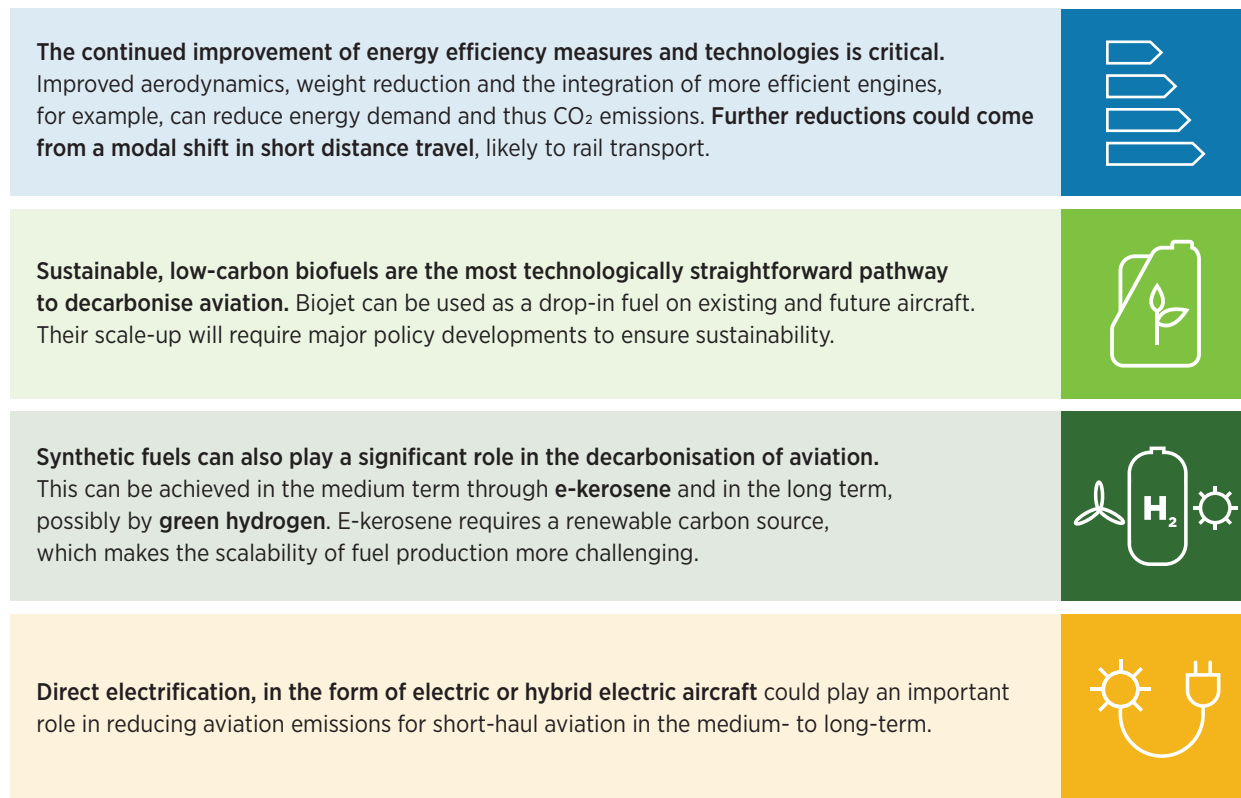 The continued improvement of energy efficiency measures and technologies is critical.
Improved aerodynamics, weight reduction and the integration of more efficient engines,
for example, can reduce energy demand and thus CO₂ emissions. Further reductions could come
from a modal shift in short distance travel, likely to rail transport.
Sustainable, low-carbon biofuels are the most technologically straightforward pathway
to decarbonise aviation. Biojet can be used as a drop-in fuel on existing and future aircraft.
Their scale-up will require major policy developments to ensure sustainability.
Synthetic fuels can also play a significant role in the decarbonisation of aviation.
This can be achieved in the medium term through e-kerosene and in the long term,
possibly by green hydrogen. E-kerosene requires a renewable carbon source,
which makes the scalability of fuel production more challenging.
H₂
Direct electrification, in the form of electric or hybrid electric aircraft could play an important
role in reducing aviation emissions for short-haul aviation in the medium- to long-term.